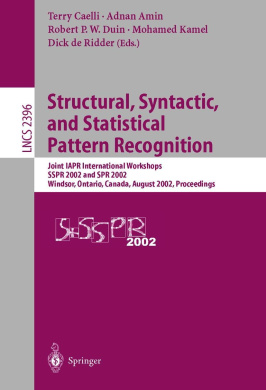 Terry Caelli · Adnan Amin
Robert P. W. Duin · Mohamed Kamel
Dick de Ridder (Eds.)
LNCS 2396
Structural, Syntactic,
and Statistical
Pattern Recognition
Joint IAPR International Workshops
SSPR 2002 and SPR 2002
Windsor, Ontario, Canada, August 2002, Proceedings
S+SSPR
2002
Springer